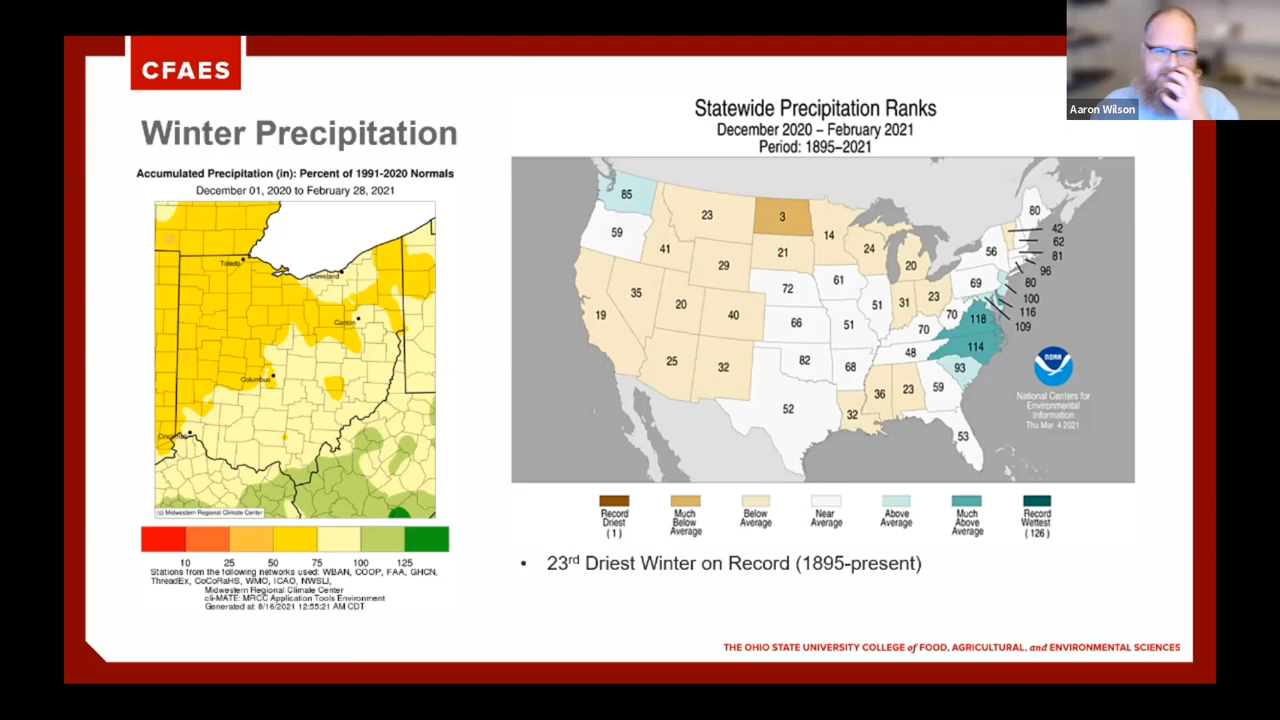 CFAES
Aaron Wilson
Winter Precipitation
Accumulated Precipitation (in): Percent of 1991-2020 Normals
December 01, 2020 to February 28, 2021
Toledo
Cleveland
Canton
Columbus
Cincinnati
(c) Midwestern Regional Climate Center
10 25 50 75 100 125
Stations from the following networks used: WBAN, COOP, FAA, GHCN,
ThreadEx, CoCoRaHS, WMO, ICAO, NWSLI,
Midwestern Regional Climate Center
cli-MATE: MRCC Application Tools Environment
Generated at: 8/16/2021 12:55:21 AM CDT
Statewide Precipitation Ranks
December 2020 – February 2021
Period: 1895–2021
85
23
3
14
59
41
21
24
20
80
42
62
81
96
56
29
35
20
40
72
61
51
31
23
69
80
100
116
109
19
66
51
70
70
118
25
32
82
68
48
114
93
52
32
36
23
59
53
NOAA
National Centers for
Environmental
Information
Thu Mar 4 2021
Record
Driest
(1)
Much
Below
Average
Below
Average
Near
Average
Above
Average
Much
Above
Average
Record
Wettest
(126)
• 23rd Driest Winter on Record (1895-present)
THE OHIO STATE UNIVERSITY COLLEGE of FOOD, AGRICULTURAL, and ENVIRONMENTAL SCIENCES